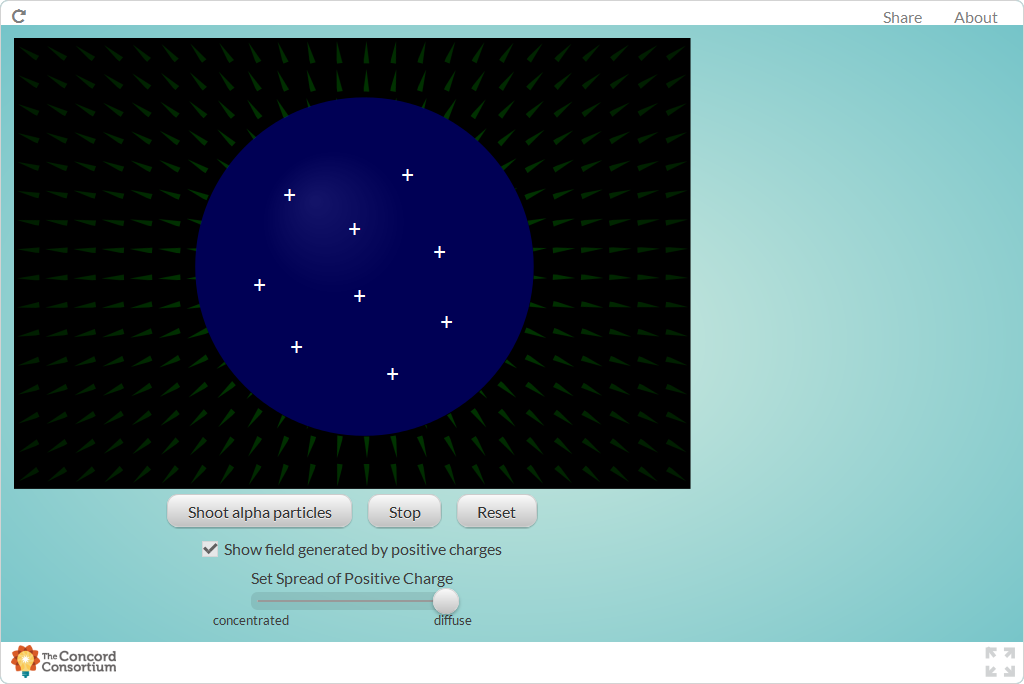 Share About
+
+
+
+
+
+
+
+
+
Shoot alpha particles Stop Reset
Show field generated by positive charges
Set Spread of Positive Charge
concentrated diffuse
The Concord
Consortium